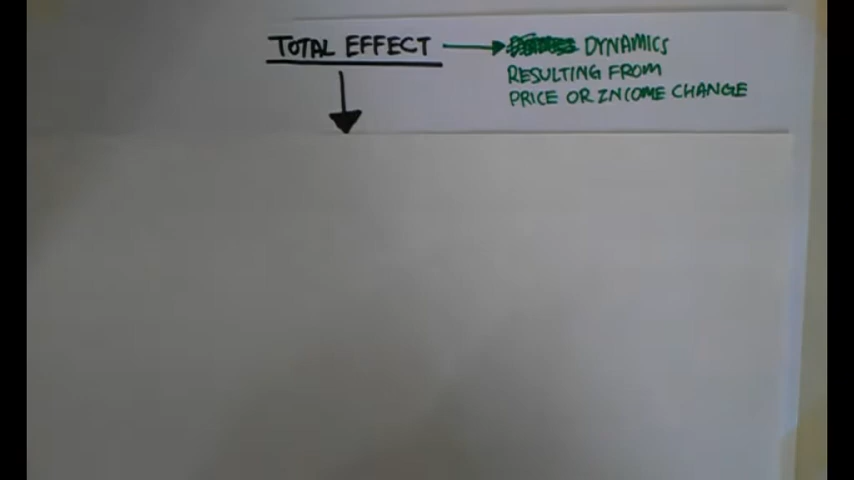 TOTAL EFFECT
DYNAMICS
RESULTING FROM
PRICE OR INCOME CHANGE